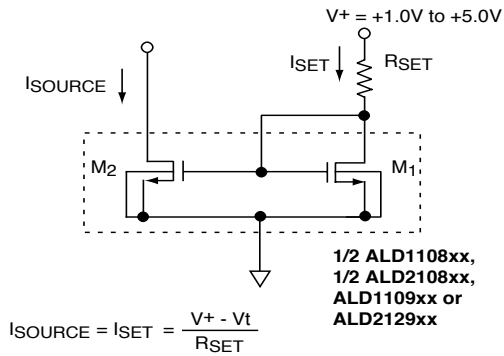 V+ = +1.0V to +5.0V
ISET
RSET
ISOURCE
M2
M1
1/2 ALD1108xx,
1/2 ALD2108xx,
ALD1109xx or
ALD2129xx
ISOURCE = ISET = V+ - Vt
RSET